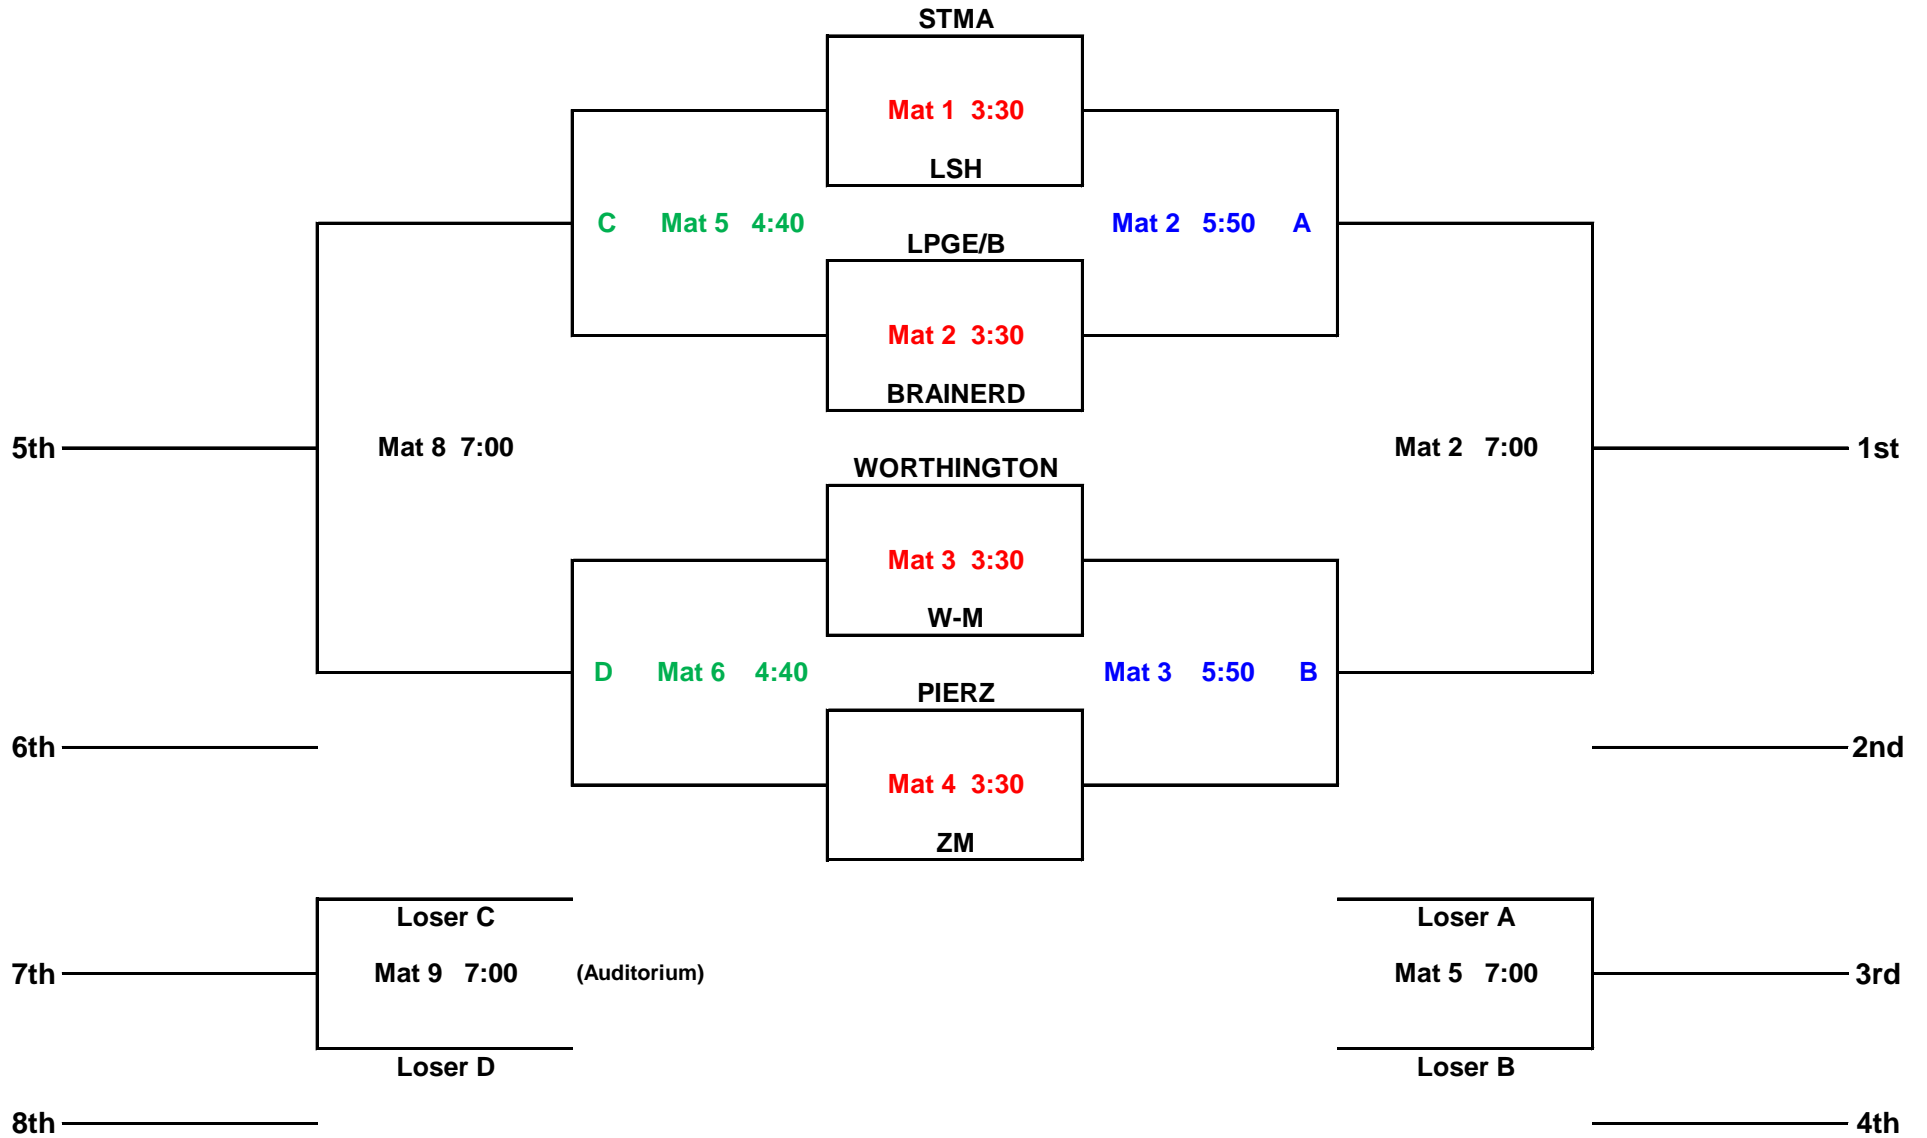 STMA
Mat 1 3:30
LSH
C Mat 5 4:40 Mat 2 5:50 A
LPGE/B
Mat 2 3:30
BRAINERD
5th Mat 8 7:00 Mat 2 7:00 1st
WORTHINGTON
Mat 3 3:30
W-M
D Mat 6 4:40 Mat 3 5:50 B
PIERZ
6th 2nd
Mat 4 3:30
ZM
Loser C Loser A
7th Mat 9 7:00 (Auditorium) Mat 5 7:00 3rd
Loser D Loser B
8th 4th